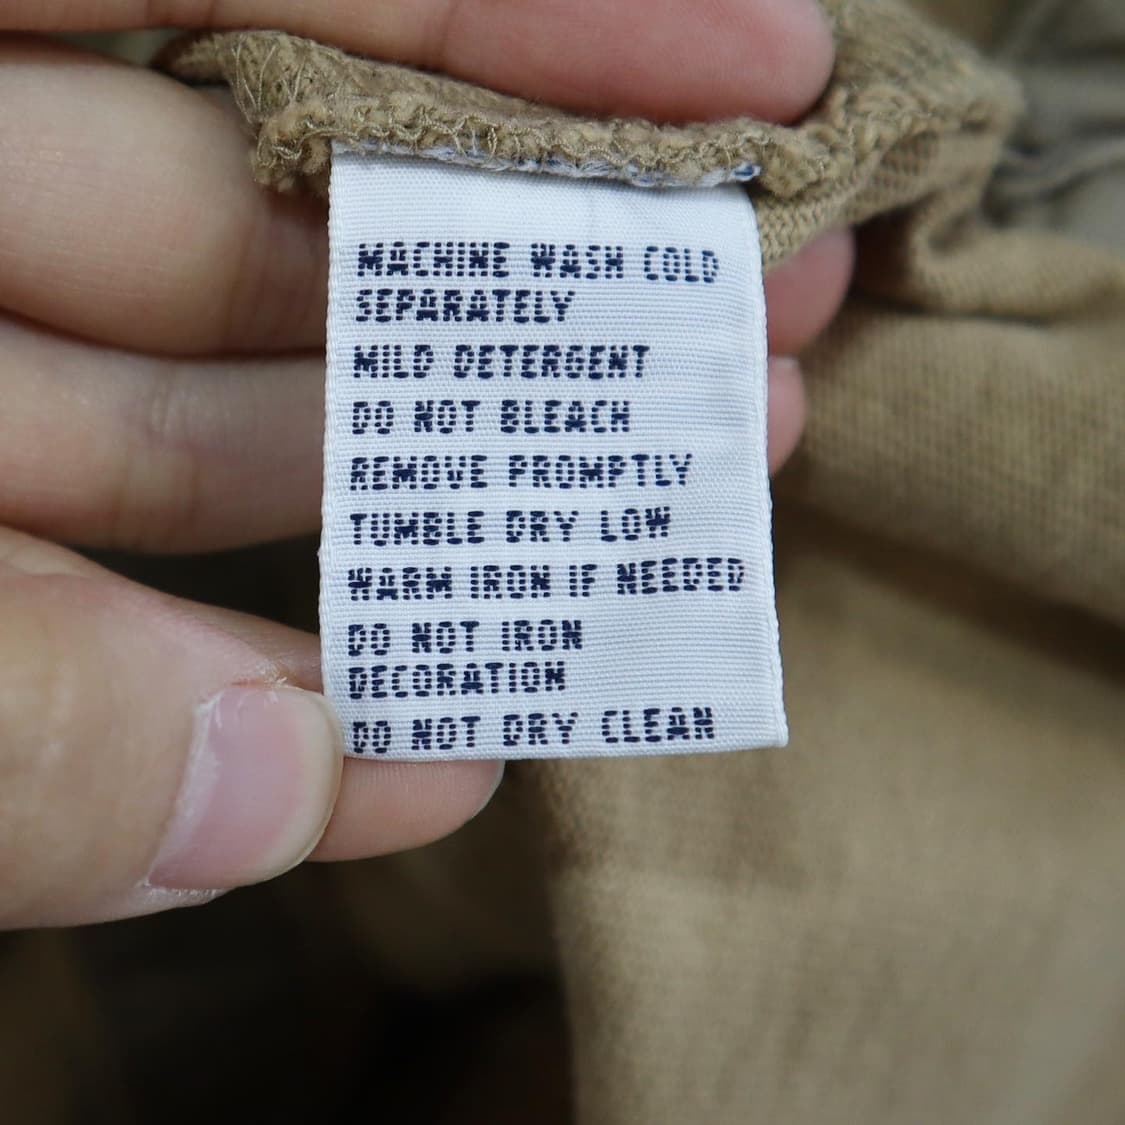 MACHINE WASH COLD
SEPARATELY
MILD DETERGENT
DO NOT BLEACH
REMOVE PROMPTLY
TUMBLE DRY LOW
WARM IRON IF NEEDED
DO NOT IRON
DECORATION
DO NOT DRY CLEAN